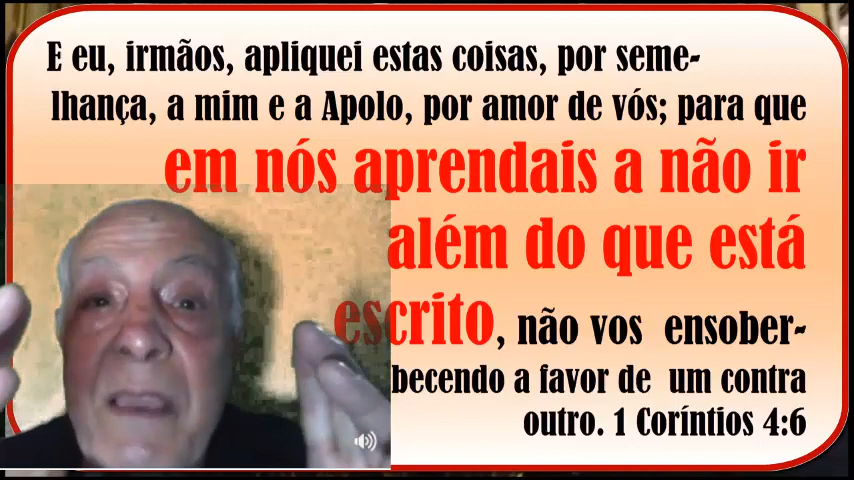 E eu, irmãos, apliquei estas coisas, por seme-
lhança, a mim e a Apolo, por amor de vós; para que
em nós aprendais a não ir
além do que está
escrito, não vos ensober-
becendo a favor de um contra
outro. 1 Coríntios 4:6